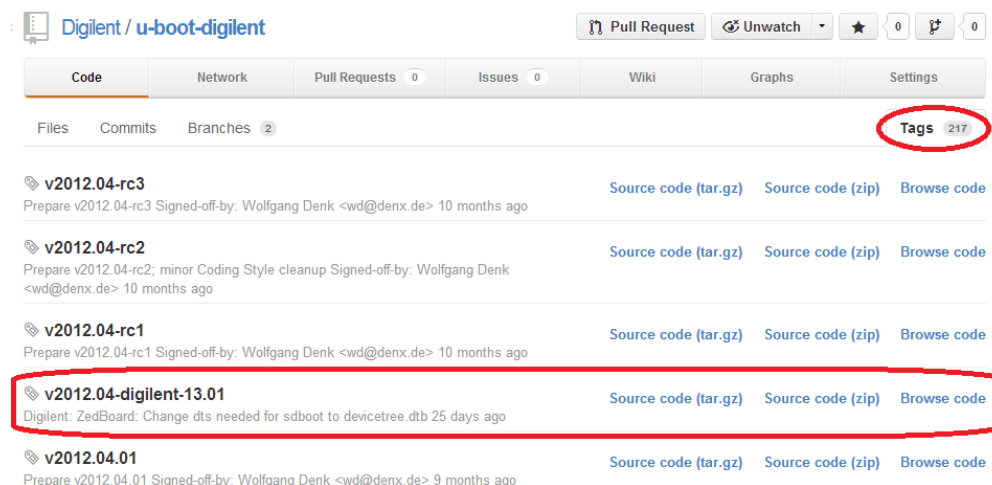 Digilent / u-boot-digilent
Pull Request Unwatch 0 0
Code Network Pull Requests 0 Issues 0 Wiki Graphs Settings
Files Commits Branches 2 Tags 217
v2012.04-rc3
Source code (tar.gz) Source code (zip) Browse code
Prepare v2012.04-rc3 Signed-off-by: Wolfgang Denk <wd@denx.de> 10 months ago
v2012.04-rc2
Source code (tar.gz) Source code (zip) Browse code
Prepare v2012.04-rc2; minor Coding Style cleanup Signed-off-by: Wolfgang Denk
<wd@denx.de> 10 months ago
v2012.04-rc1
Source code (tar.gz) Source code (zip) Browse code
Prepare v2012.04-rc1 Signed-off-by: Wolfgang Denk <wd@denx.de> 10 months ago
v2012.04-digilent-13.01
Source code (tar.gz) Source code (zip) Browse code
Digilent: ZedBoard: Change dts needed for sdboot to devicetree.dtb 25 days ago
v2012.04.01
Source code (tar.gz) Source code (zip) Browse code
Prepare v2012.04.01 Signed-off-by: Wolfgang Denk <wd@denx.de> 9 months ago